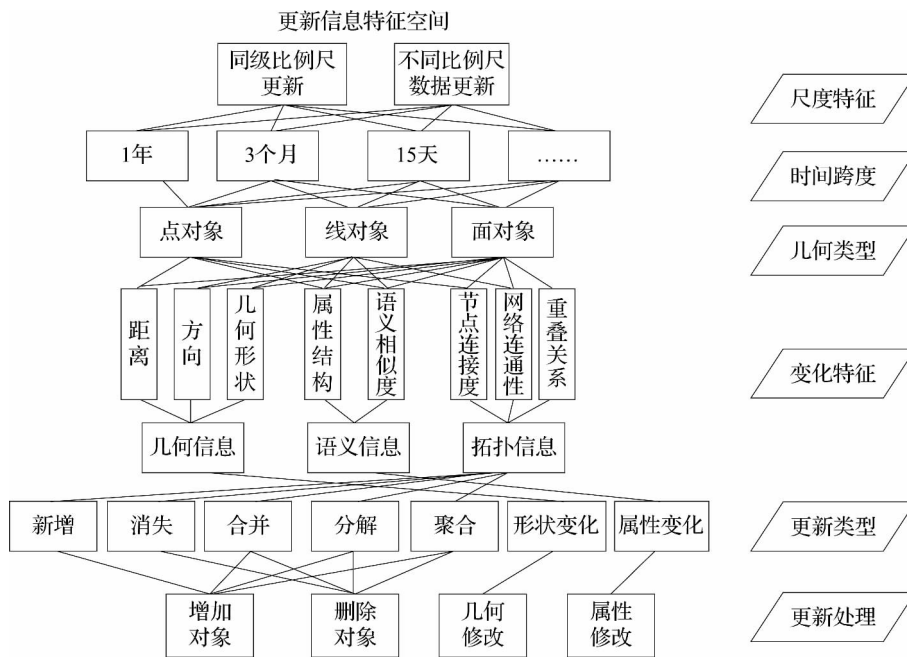 更新信息特征空间
同级比例尺
更新
不同比例尺
数据更新
尺度特征
1年
3个月
15天
……
时间跨度
点对象
线对象
面对象
几何类型
距离
方向
几何形状
属性结构
语义相似度
节点连接度
网络连通性
重叠关系
变化特征
几何信息
语义信息
拓扑信息
新增
消失
合并
分解
聚合
形状变化
属性变化
更新类型
增加
对象
删除
对象
几何
修改
属性
修改
更新处理